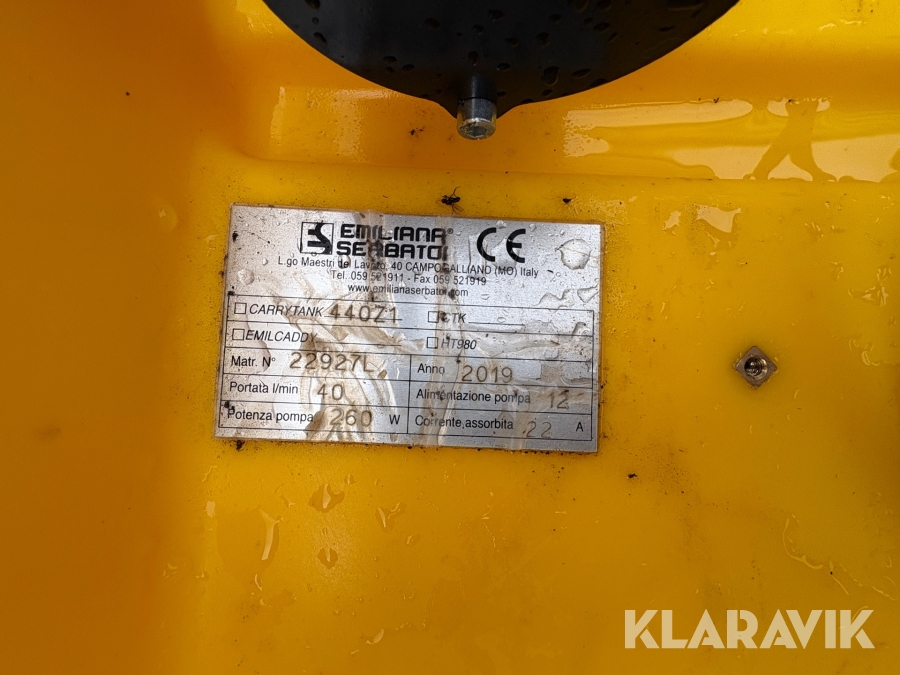 EMILIANA®
SERBATOI
CE
L.go Maestri del Lavoro, 40 CAMPOGALLIANO (MO) Italy
Tel. 059 521911 - Fax 059 521919
www.emilianaserbatoi.com
CARRYTANK 440Z1 CTK
EMILCADDY HT980
Matr. N° 22927L Anno 2019
Portata l/min 40 Alimentazione pompa 12
Potenza pompa 260 W Corrente assorbita 22 A
KLARAVIK